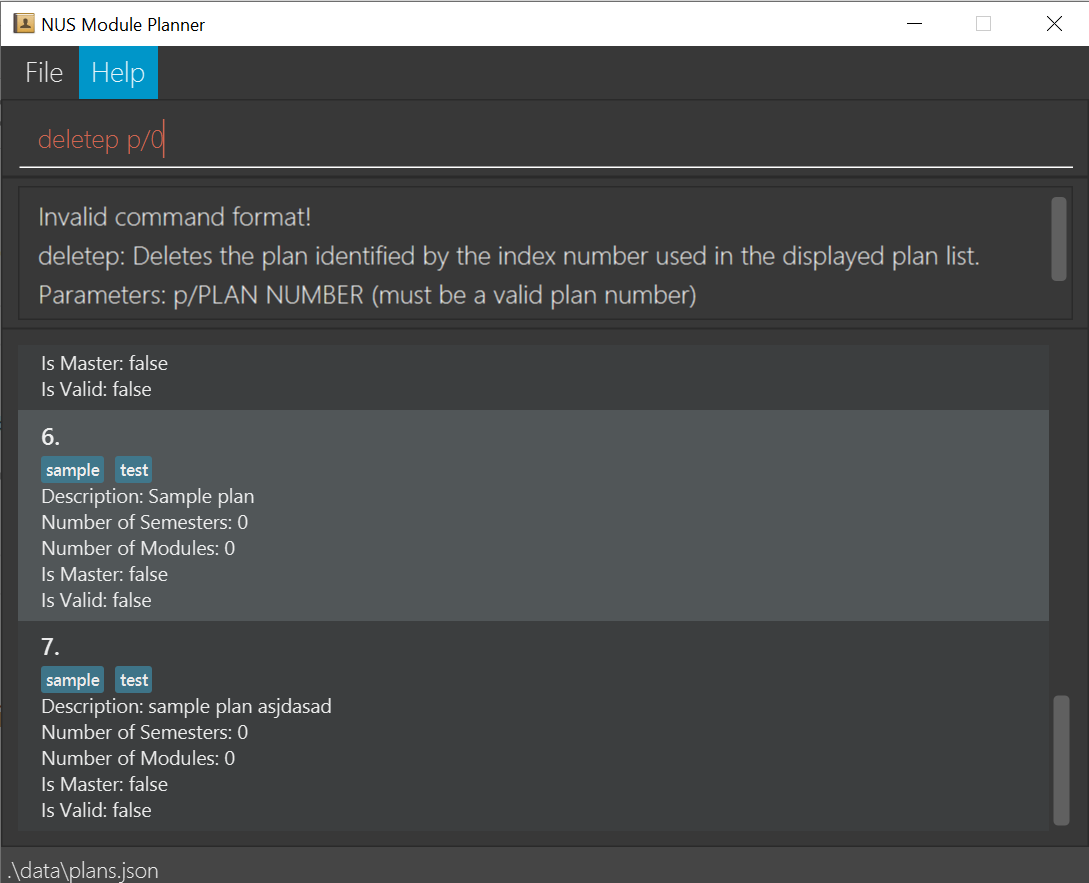 NUS Module Planner
File Help
deletep p/0
Invalid command format!
deletep: Deletes the plan identified by the index number used in the displayed plan list.
Parameters: p/PLAN NUMBER (must be a valid plan number)
Is Master: false
Is Valid: false
6.
sample test
Description: Sample plan
Number of Semesters: 0
Number of Modules: 0
Is Master: false
Is Valid: false
7.
sample test
Description: sample plan asjdasad
Number of Semesters: 0
Number of Modules: 0
Is Master: false
Is Valid: false
.\data\plans.json